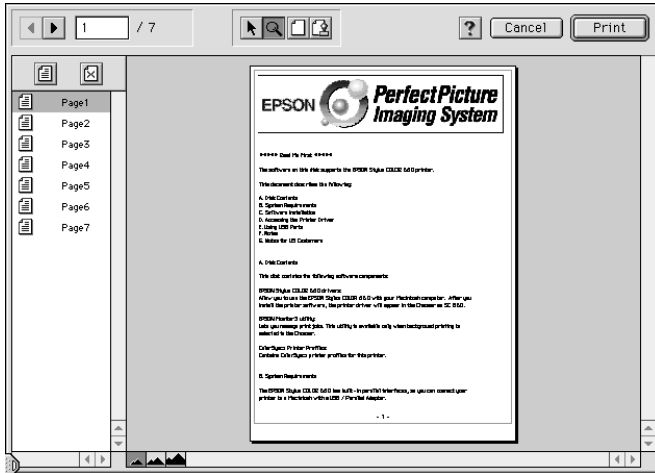 1 / 7
? Cancel Print
Page1
Page2
Page3
Page4
Page5
Page6
Page7
EPSON PerfectPicture
Imaging System
***** Read Me First *****
The software on this disk supports the EPSON Stylus COLOR 660 printer.
This document describes the following:
A. Disk Contents
B. System Requirements
C. Software Installation
D. Accessing the Printer Driver
E. Using USB Ports
F. Notes
G. Notes for US Customers
A. Disk Contents
This disk contains the following software components:
EPSON Stylus COLOR 660 drivers:
Allow you to use the EPSON Stylus COLOR 660 with your Macintosh computer. After you
install the printer software, the printer driver will appear in the Chooser as SC 660.
EPSON Monitor3 utility:
Lets you manage print jobs. This utility is available only when background printing is
selected in the Chooser.
ColorSync Printer Profiles:
Contains ColorSync printer profiles for this printer.
B. System Requirements
The EPSON Stylus COLOR 660 has built-in parallel interfaces, so you can connect your
printer to a Macintosh with a USB / Parallel Adapter.
- 1 -